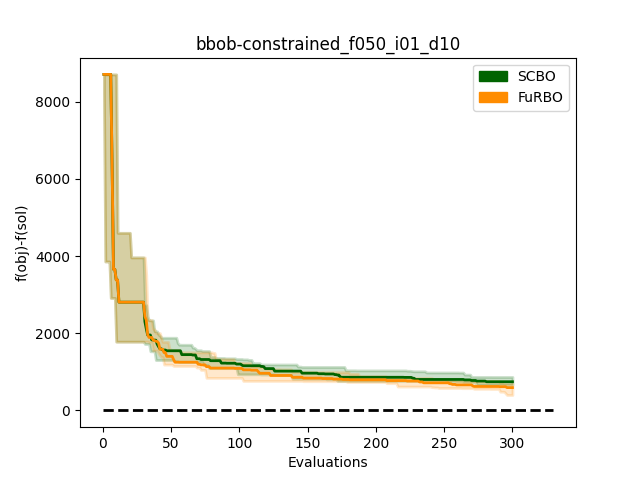 bbob-constrained_f050_i01_d10
SCBO
FuRBO
8000
6000
4000
2000
0
f(obj)-f(sol)
0 50 100 150 200 250 300
Evaluations